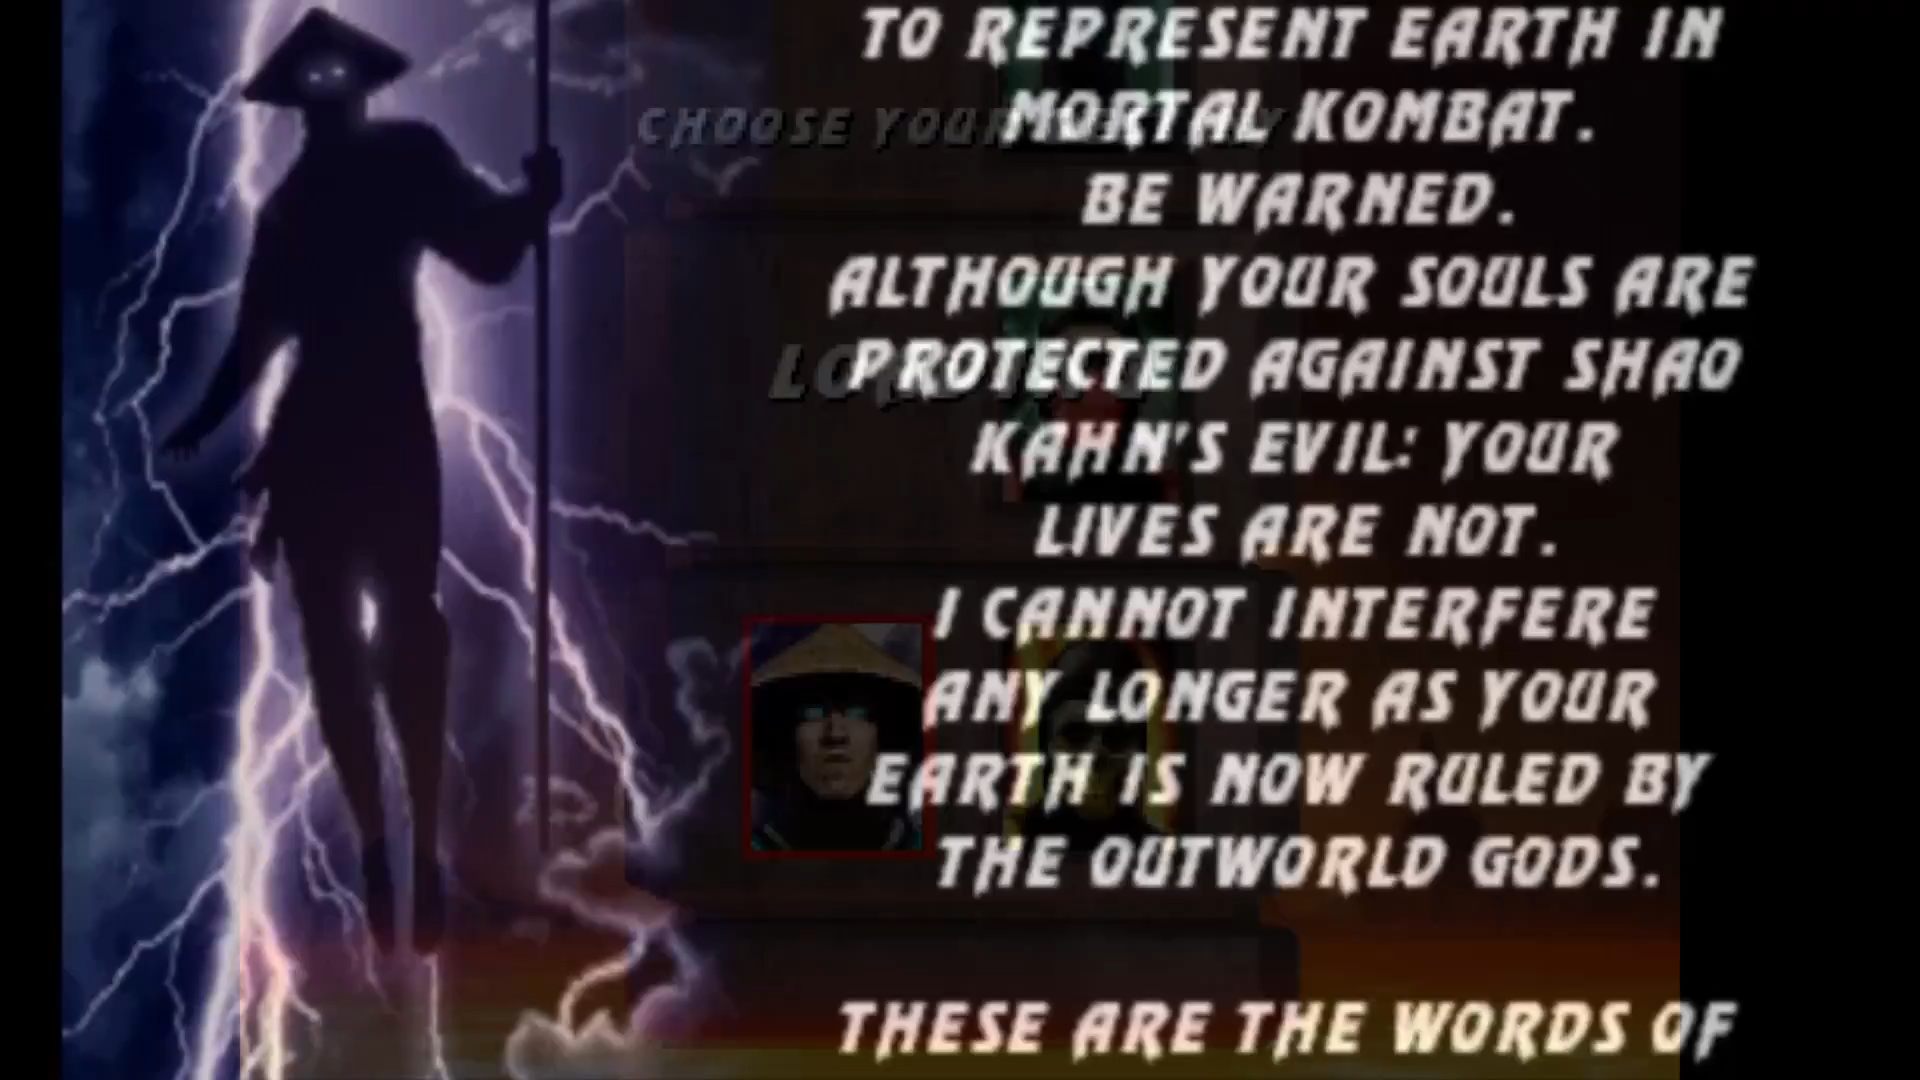 TO REPRESENT EARTH IN
CHOOSE YOUR
MORTAL KOMBAT.
BE WARNED.
ALTHOUGH YOUR SOULS ARE
PROTECTED AGAINST SHAO
KAHN'S EVIL: YOUR
LIVES ARE NOT.
I CANNOT INTERFERE
ANY LONGER AS YOUR
EARTH IS NOW RULED BY
THE OUTWORLD GODS.
THESE ARE THE WORDS OF